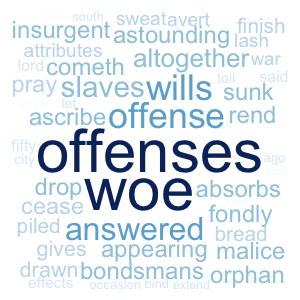 south
sweat avert finish
insurgent astounding lash
attributes altogether war
lord cometh said
pray slaves wills toil sunk
let offense rend
ascribe
fifty offenses ago
city
drop woe absorbs
cease fondly
piled answered bread
gives appearing malice
drawn bondsmans orphan
effects occasion bind extend